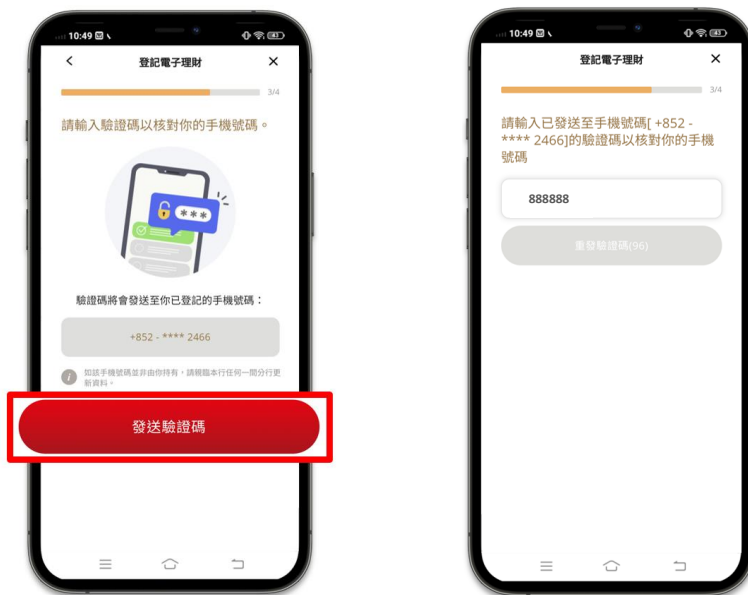 10:49
43
登記電子理財
3/4
請輸入驗證碼以核對你的手機號碼。
***
驗證碼將會發送至你已登記的手機號碼：
+852 - **** 2466
如該手機號碼並非由你持有，請親臨本行任何一間分行更
新資料。
發送驗證碼
10:49
43
登記電子理財
3/4
請輸入已發送至手機號碼[ +852 -
**** 2466]的驗證碼以核對你的手機
號碼
888888
重發驗證碼(96)